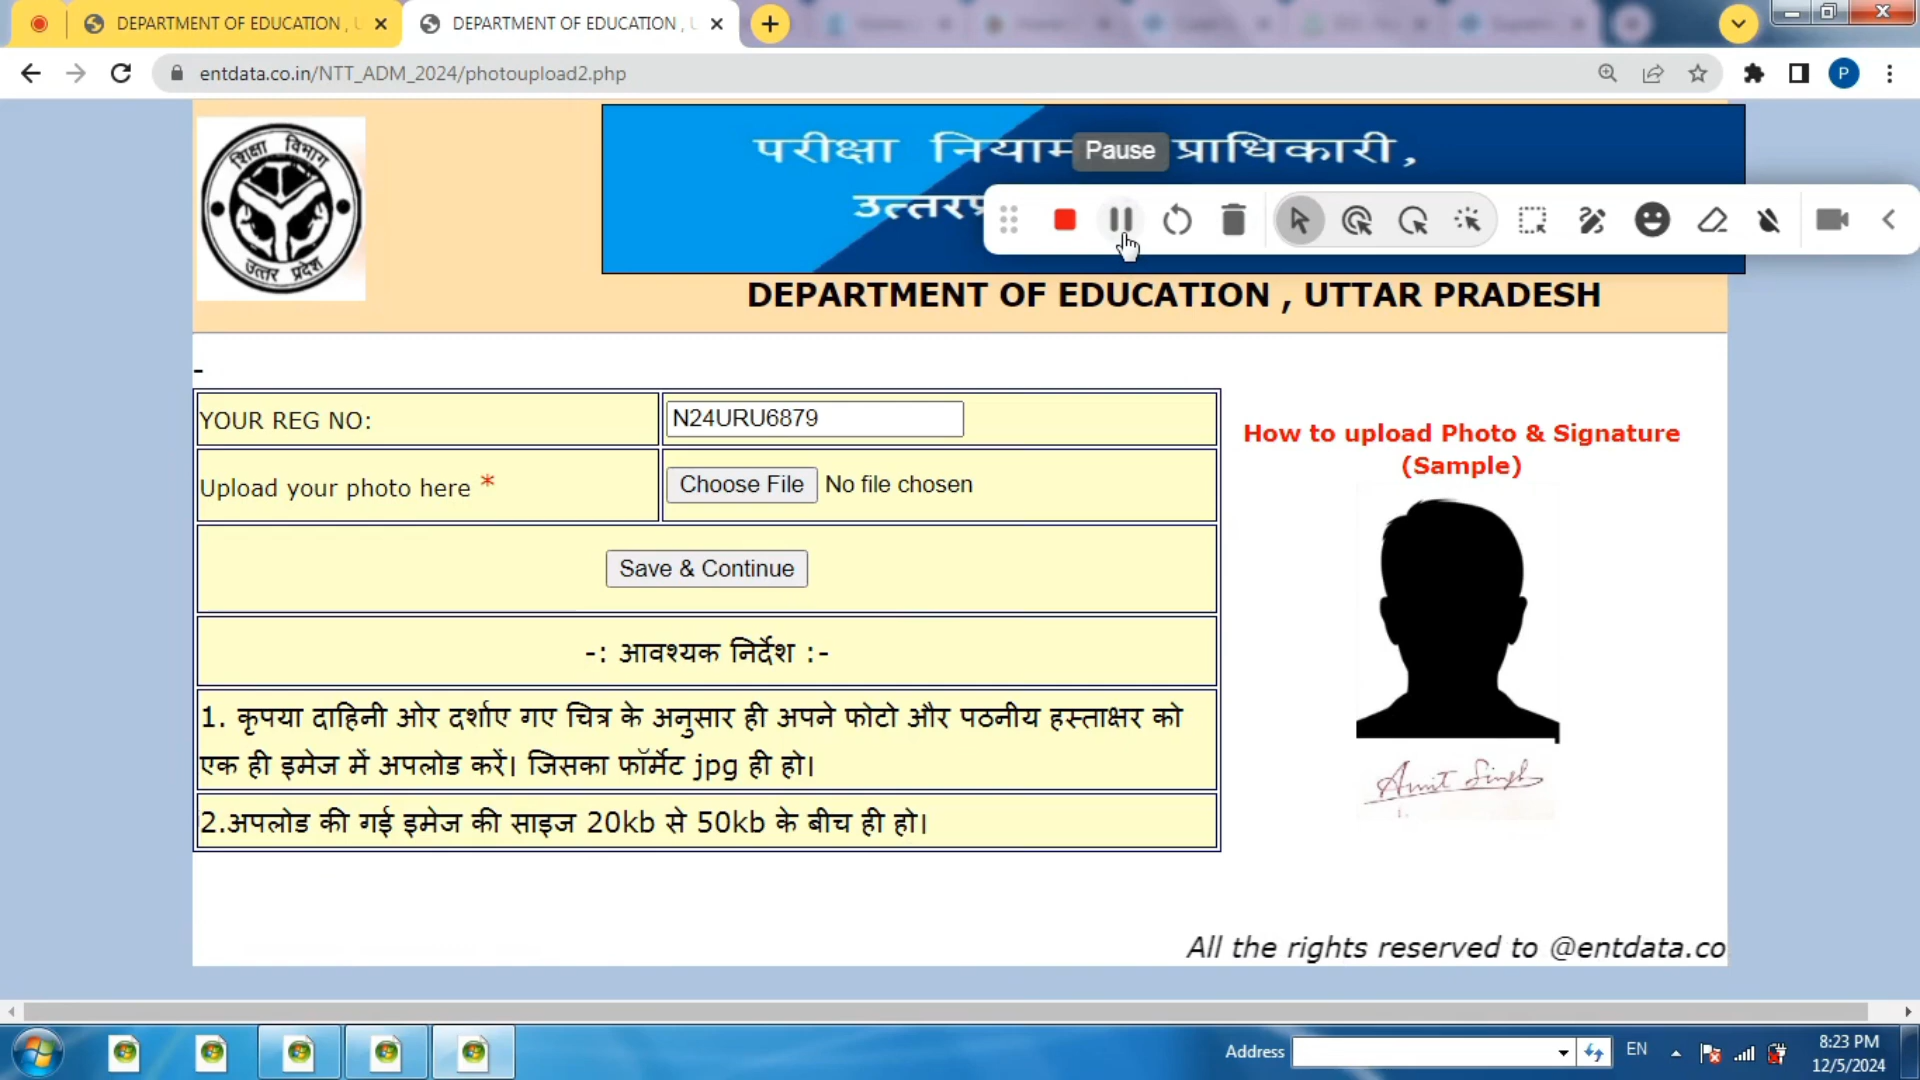 DEPARTMENT OF EDUCATION , U
DEPARTMENT OF EDUCATION , U
entdata.co.in/NTT_ADM_2024/photoupload2.php
P
शिक्षा विभाग
उत्तर प्रदेश
परीक्षा प्राधिकारी,
Pause
DEPARTMENT OF EDUCATION , UTTAR PRADESH
-
YOUR REG NO:
N24URU6879
Upload your photo here *
Choose File No file chosen
Save & Continue
-: आवश्यक निर्देश :-
1. कृपया दाहिनी ओर दर्शाए गए चित्र के अनुसार ही अपने फोटो और पठनीय हस्ताक्षर को
एक ही इमेज में अपलोड करें। जिसका फॉर्मेट jpg ही हो।
2.अपलोड की गई इमेज की साइज 20kb से 50kb के बीच ही हो।
How to upload Photo & Signature
(Sample)
Amit Singh
All the rights reserved to @entdata.co
Address
EN
8:23 PM
12/5/2024